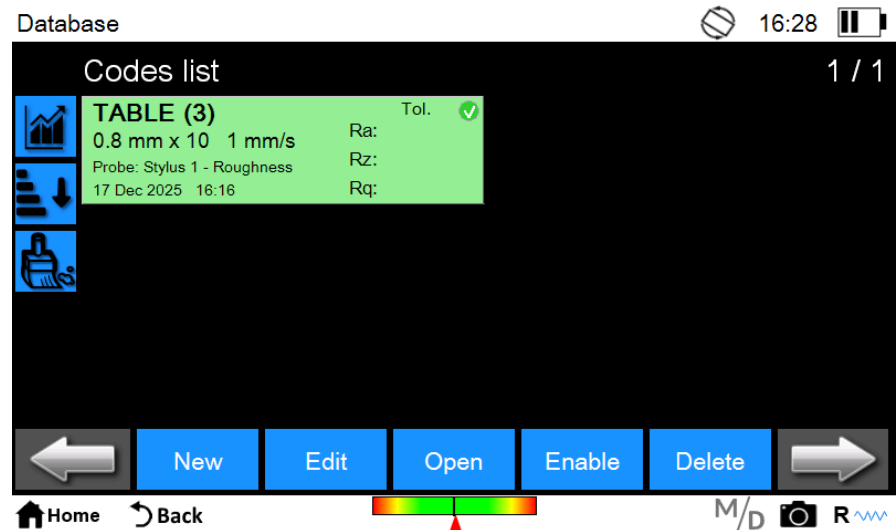 Database
16:28
Codes list
1 / 1
TABLE (3)
Tol.
0.8 mm x 10 1 mm/s
Ra:
Probe: Stylus 1 - Roughness
Rz:
17 Dec 2025 16:16
Rq:
New
Edit
Open
Enable
Delete
Home
Back
M/D
R